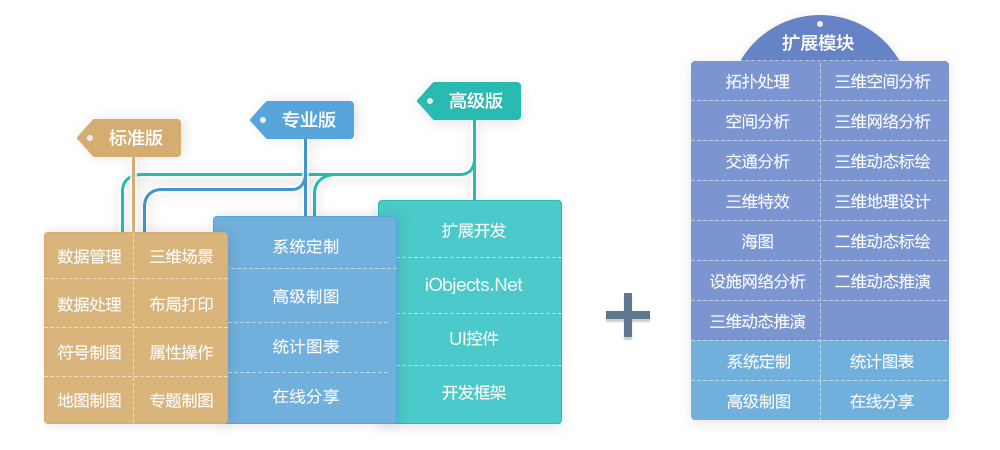 标准版
专业版
高级版
数据管理 三维场景
数据处理 布局打印
符号制图 属性操作
地图制图 专题制图
系统定制
高级制图
统计图表
在线分享
扩展开发
iObjects.Net
UI控件
开发框架
扩展模块
拓扑处理 三维空间分析
空间分析 三维网络分析
交通分析 三维动态标绘
三维特效 三维地理设计
海图 二维动态标绘
设施网络分析 二维动态推演
三维动态推演
系统定制 统计图表
高级制图 在线分享